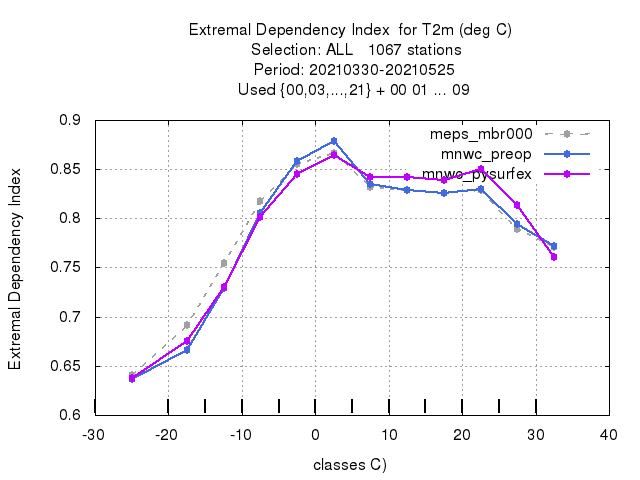 Extremal Dependency Index  for T2m (deg C)
Selection: ALL   1067 stations
Period: 20210330-20210525
Used {00,03,...,21} + 00 01 ... 09
meps_mbr000
mnwc_preop
mnwc_pysurfex
Extremal Dependency Index
0.9
0.85
0.8
0.75
0.7
0.65
0.6
-30 -20 -10 0 10 20 30 40
classes C)